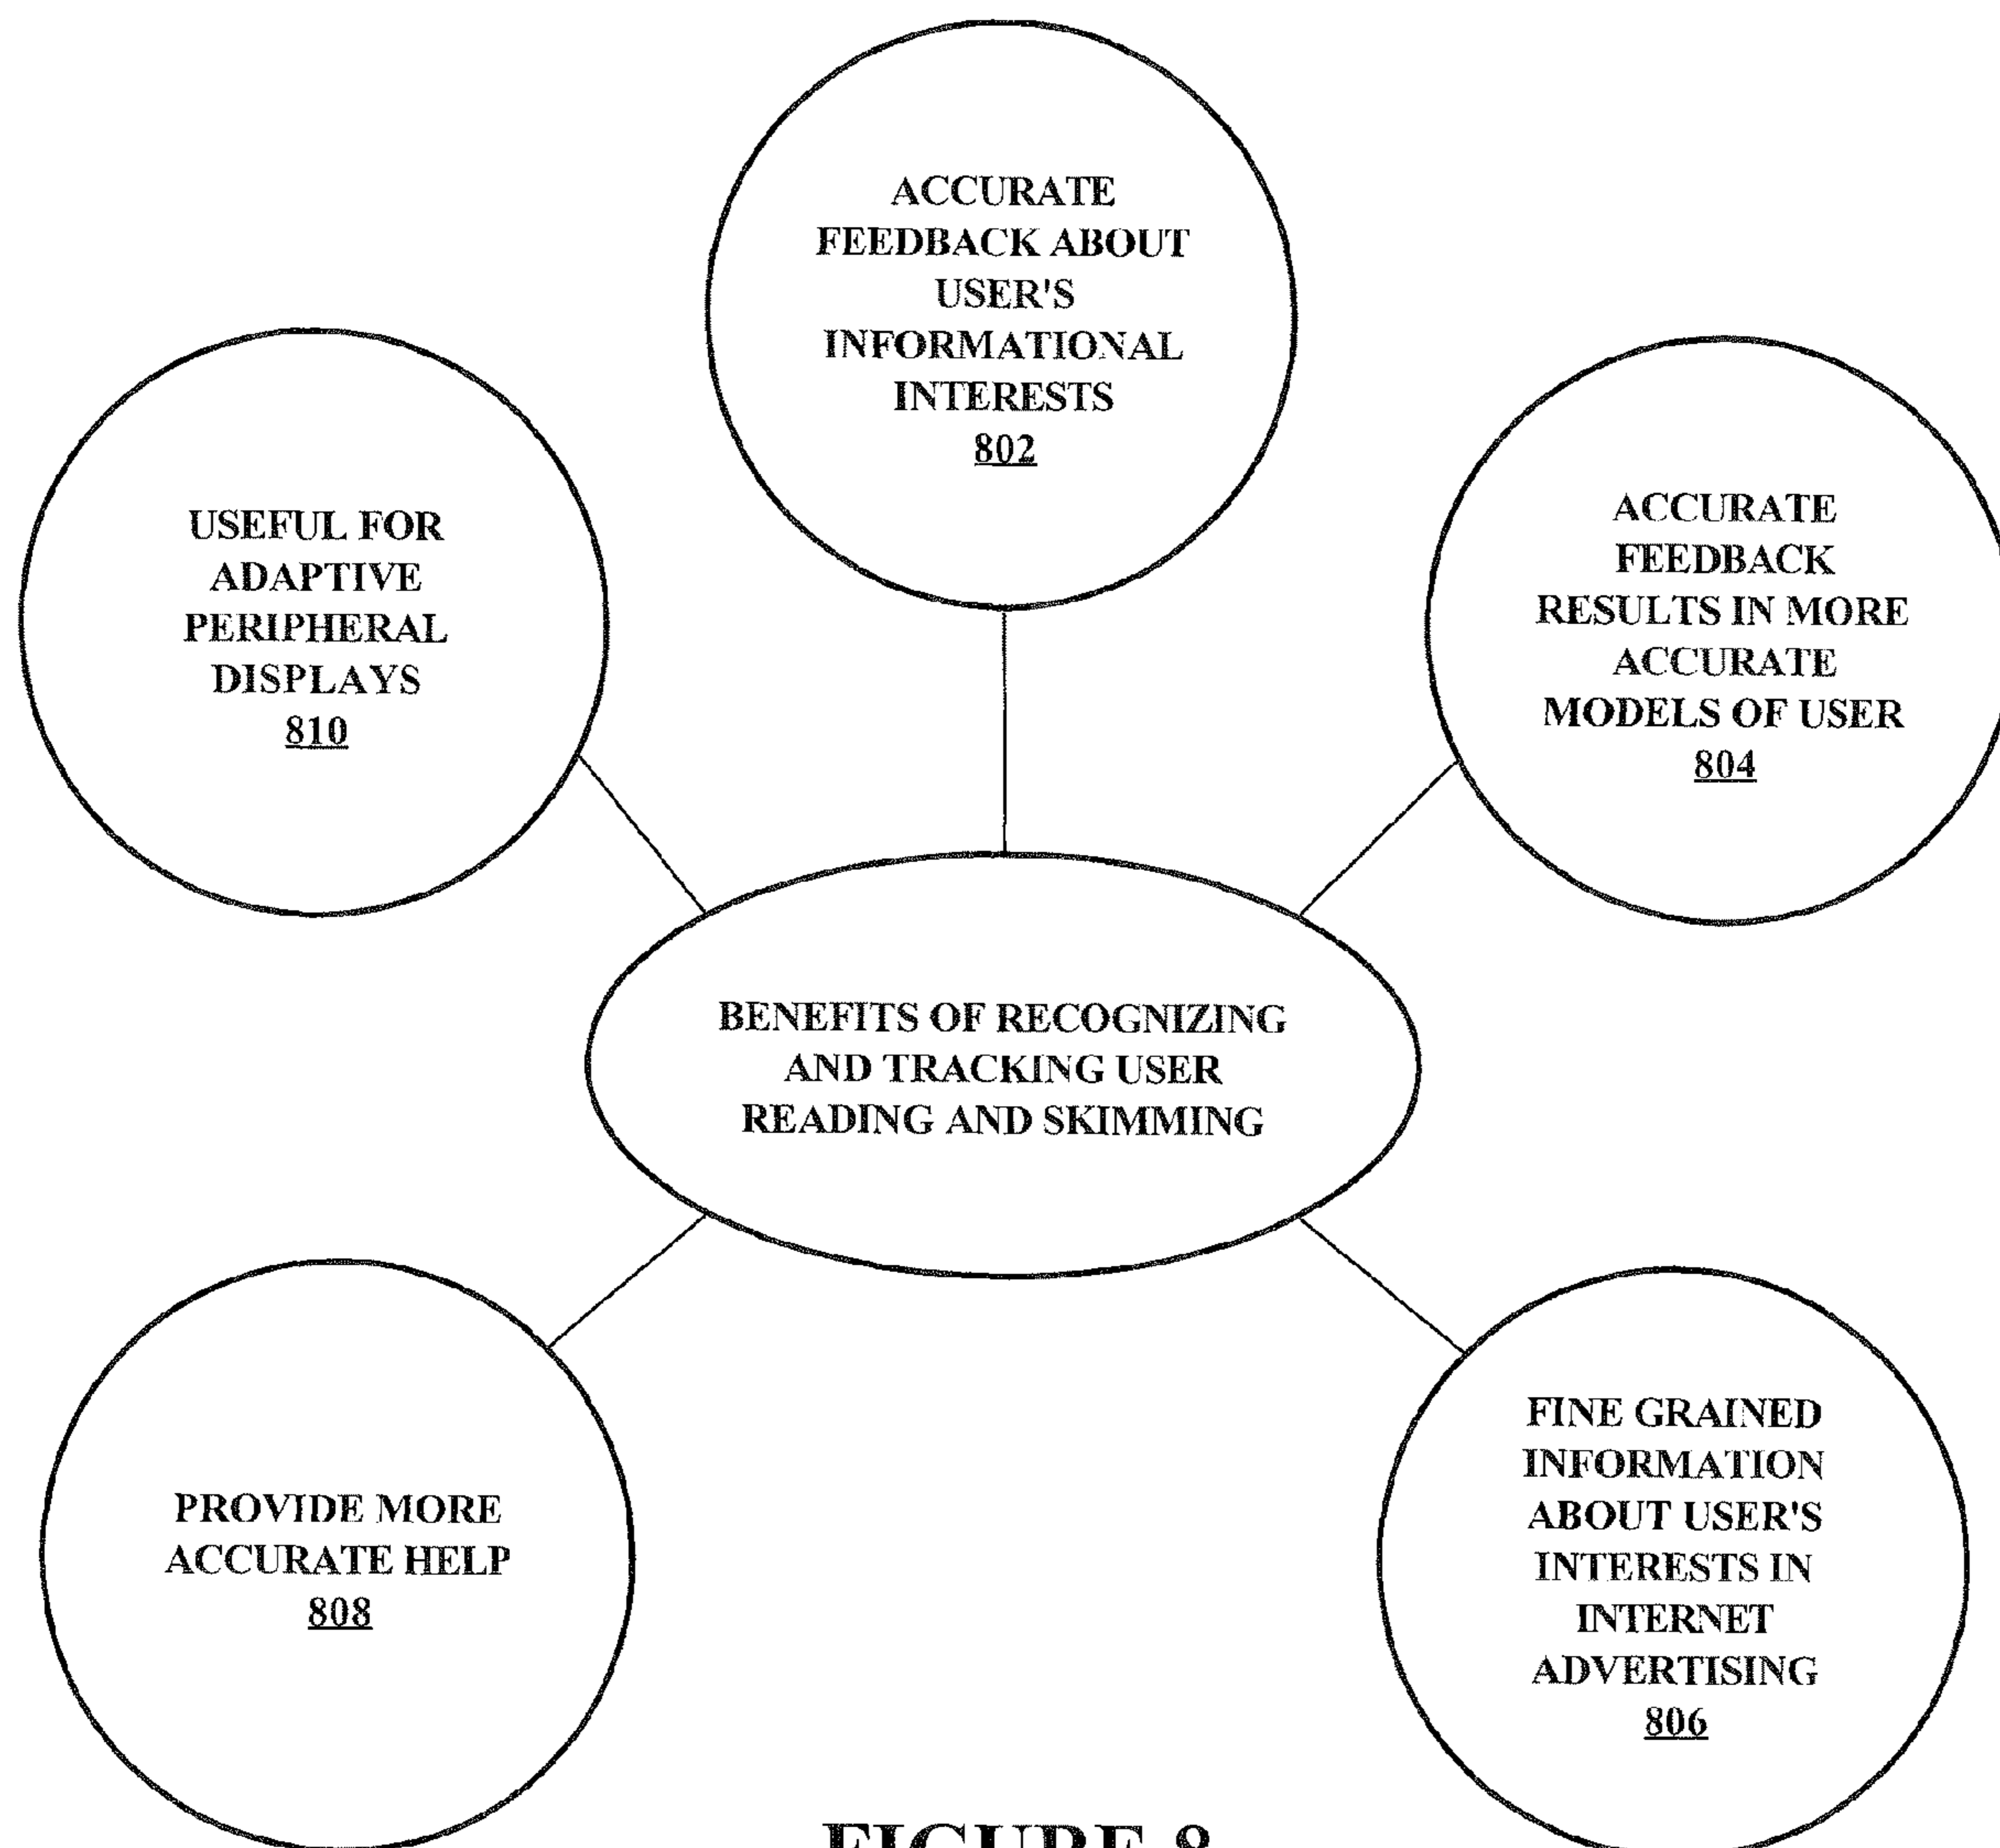 ACCURATE
FEEDBACK ABOUT
USER'S
INFORMATIONAL
INTERESTS
802
USEFUL FOR
ADAPTIVE
PERIPHERAL
DISPLAYS
810
ACCURATE
FEEDBACK
RESULTS IN MORE
ACCURATE
MODELS OF USER
804
BENEFITS OF RECOGNIZING
AND TRACKING USER
READING AND SKIMMING
PROVIDE MORE
ACCURATE HELP
808
FINE GRAINED
INFORMATION
ABOUT USER'S
INTERESTS IN
INTERNET
ADVERTISING
806
FIGURE 8